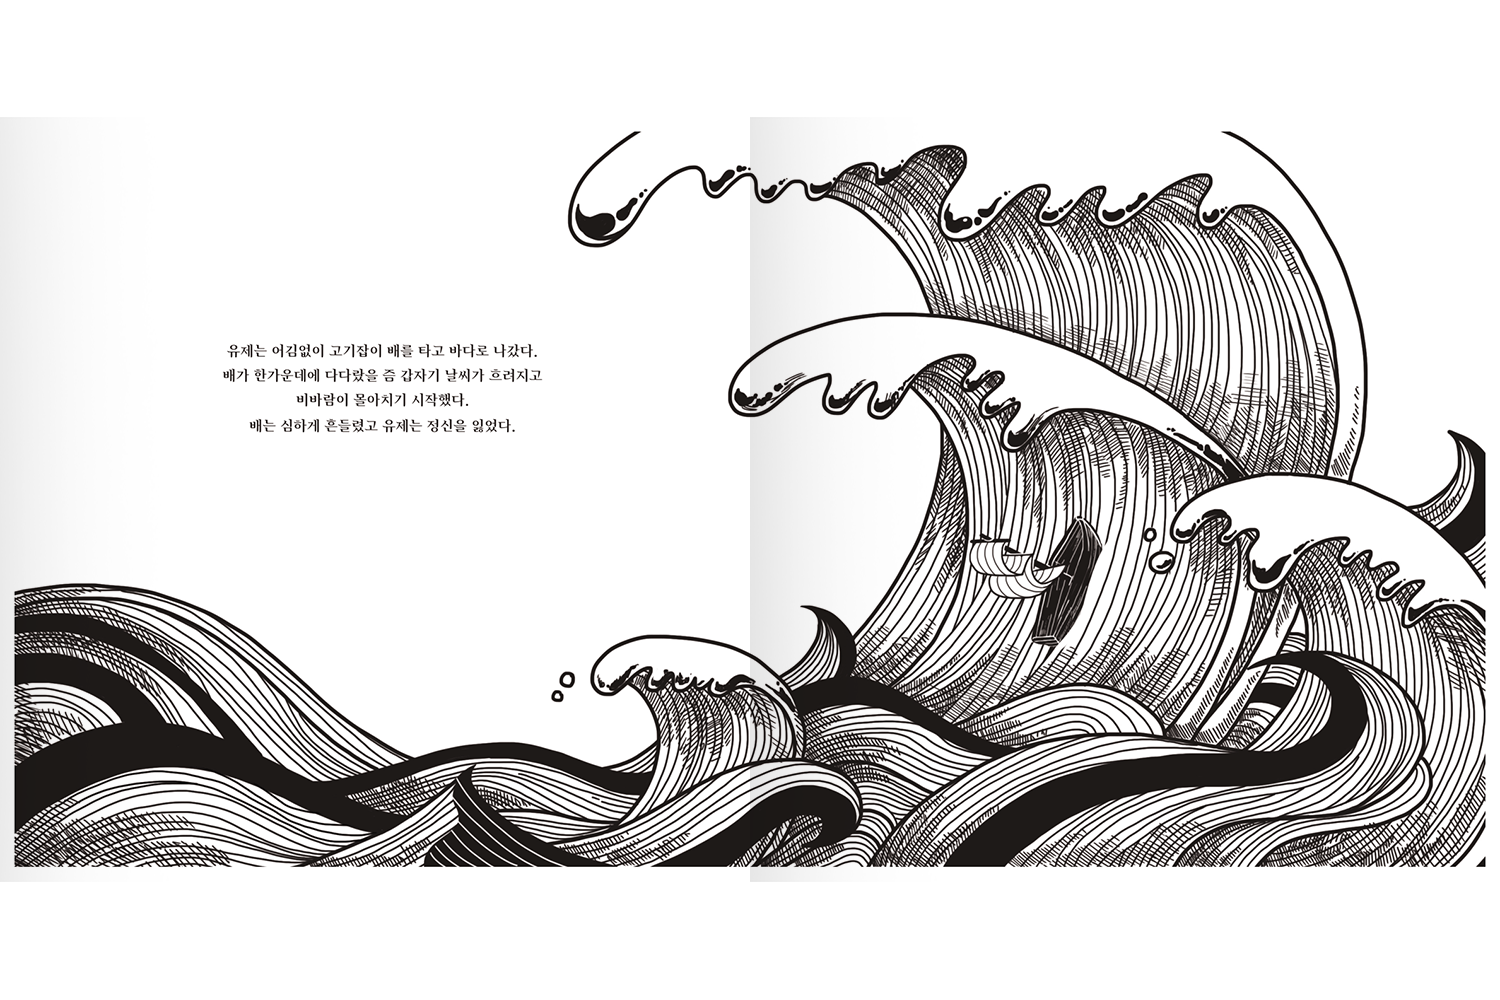 유제는 어김없이 고기잡이 배를 타고 바다로 나갔다.
배가 한가운데에 다다랐을 즘 갑자기 날씨가 흐려지고
비바람이 몰아치기 시작했다.
배는 심하게 흔들렸고 유제는 정신을 잃었다.